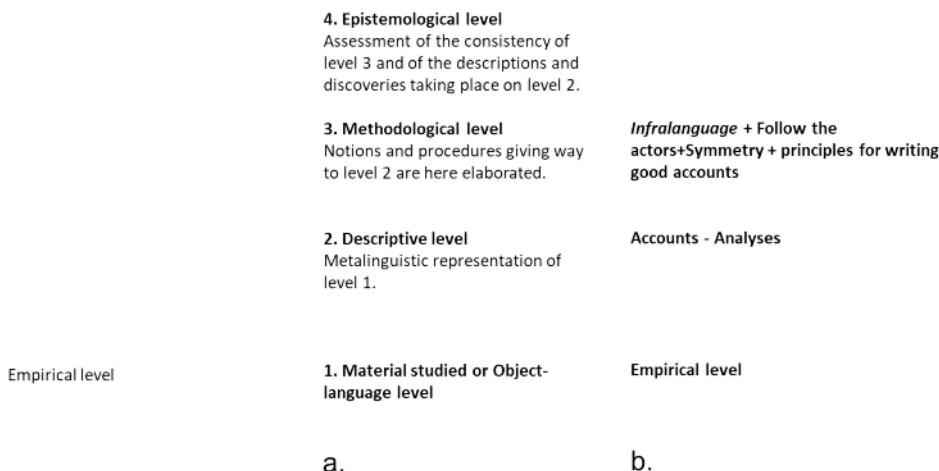 4. Epistemological level
Assessment of the consistency of
level 3 and of the descriptions and
discoveries taking place on level 2.
3. Methodological level
Notions and procedures giving way
to level 2 are here elaborated.
Infralanguage + Follow the
actors+Symmetry + principles for writing
good accounts
2. Descriptive level
Metalinguistic representation of
level 1.
Accounts - Analyses
Empirical level
1. Material studied or Object-
language level
Empirical level
a.
b.